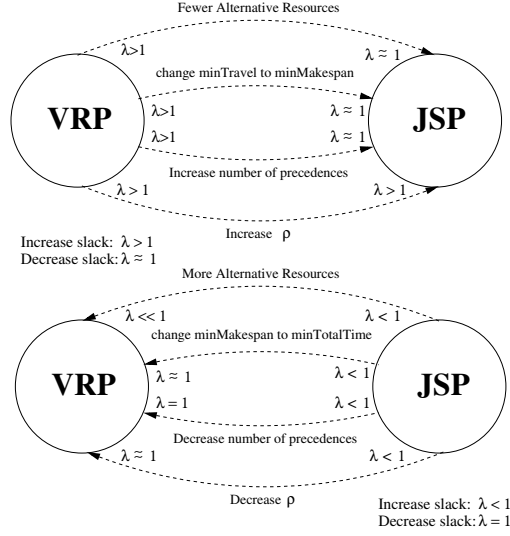 Fewer Alternative Resources
λ>1 λ ≈ 1
change minTravel to minMakespan
λ>1 λ ≈ 1
VRP JSP
λ>1 λ ≈ 1
Increase number of precedences
λ > 1 λ > 1
Increase ρ
Increase slack: λ > 1
Decrease slack: λ ≈ 1
More Alternative Resources
λ << 1 λ < 1
change minMakespan to minTotalTime
λ ≈ 1 λ < 1
VRP JSP
λ = 1 λ < 1
Decrease number of precedences
λ ≈ 1 λ < 1
Decrease ρ
Increase slack: λ < 1
Decrease slack: λ = 1